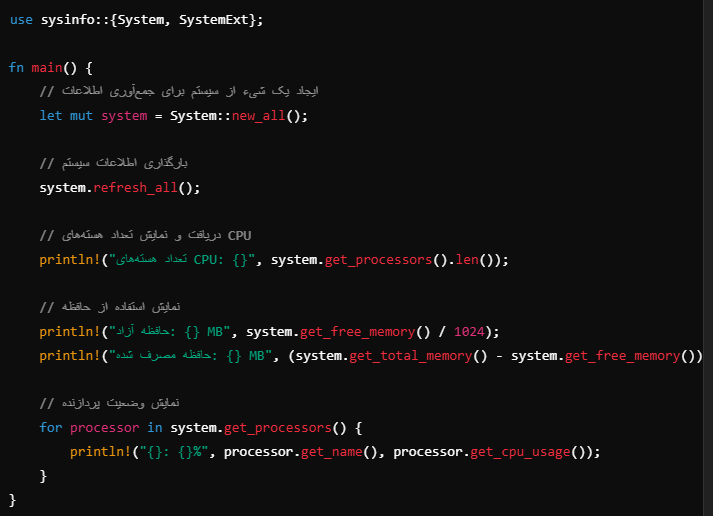 use sysinfo::{System, SystemExt};
fn main() {
// ایجاد یک شیء از سیستم برای جمع‌آوری اطلاعات
let mut system = System::new_all();
// بارگذاری اطلاعات سیستم
system.refresh_all();
// دریافت و نمایش تعداد هسته‌های CPU
println!("تعداد هسته‌های CPU: {}", system.get_processors().len());
// نمایش استفاده از حافظه
println!("حافظه آزاد: {} MB", system.get_free_memory() / 1024);
println!("حافظه مصرف شده: {} MB", (system.get_total_memory() - system.get_free_memory())
// نمایش وضعیت پردازنده
for processor in system.get_processors() {
println!("{}: {}%", processor.get_name(), processor.get_cpu_usage());
}
}